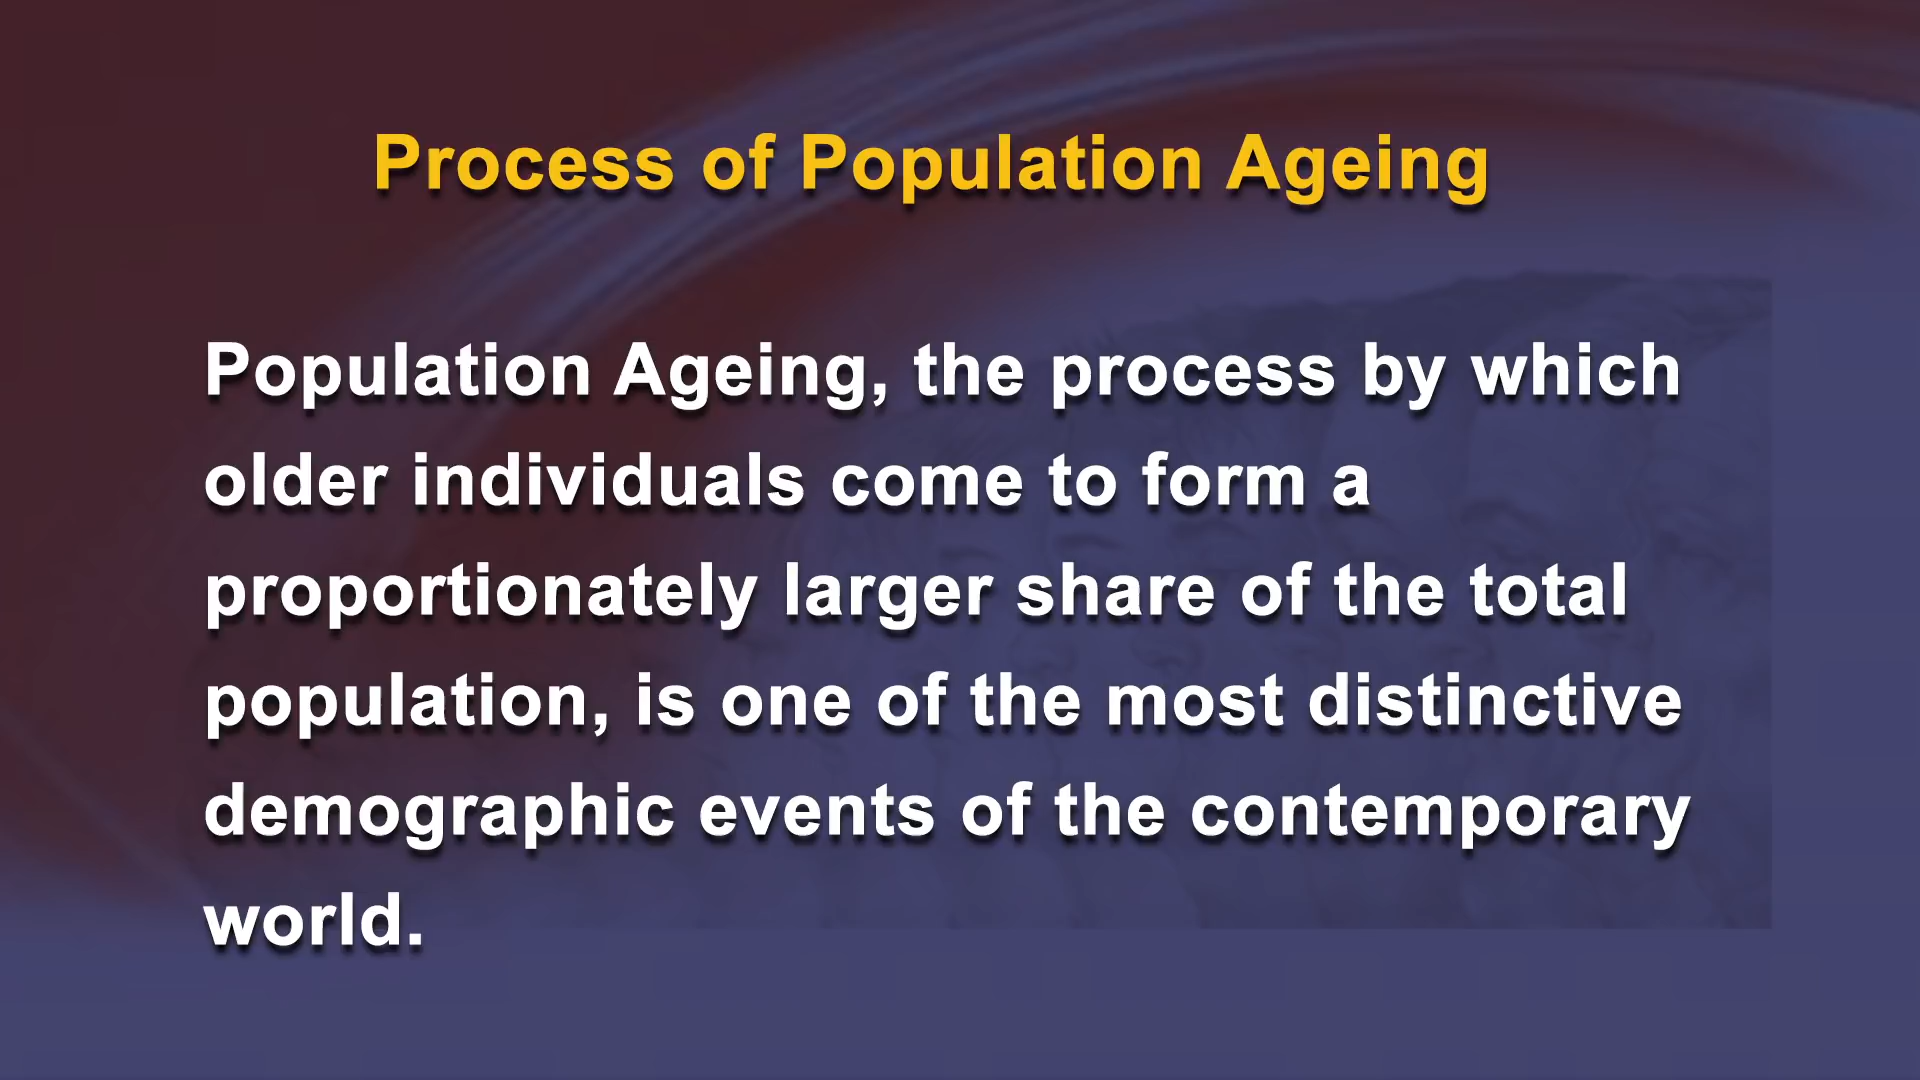 Process of Population Ageing
Population Ageing, the process by which
older individuals come to form a
proportionately larger share of the total
population, is one of the most distinctive
demographic events of the contemporary
world.